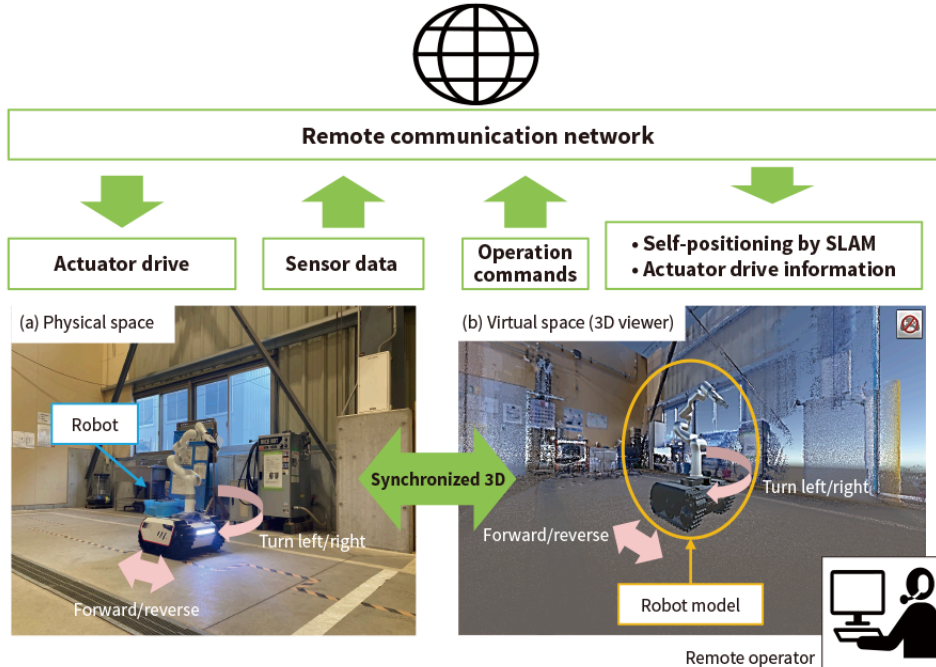 Remote communication network
Actuator drive
Sensor data
Operation
commands
• Self-positioning by SLAM
• Actuator drive information
(a) Physical space
(b) Virtual space (3D viewer)
Robot
Synchronized 3D
Turn left/right
Turn left/right
Forward/reverse
Forward/reverse
Robot model
Remote operator